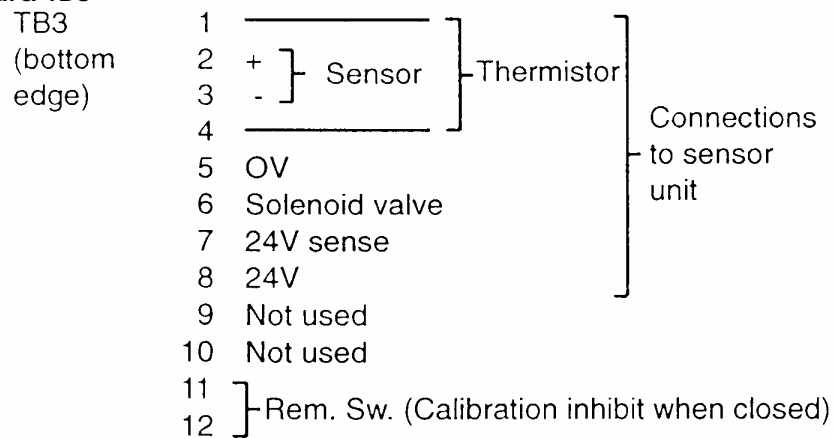 TB3 1
(bottom 2 + Sensor Thermistor
edge) 3 -
4 Connections
5 OV to sensor
6 Solenoid valve unit
7 24V sense
8 24V
9 Not used
10 Not used
11 Rem. Sw. (Calibration inhibit when closed)
12